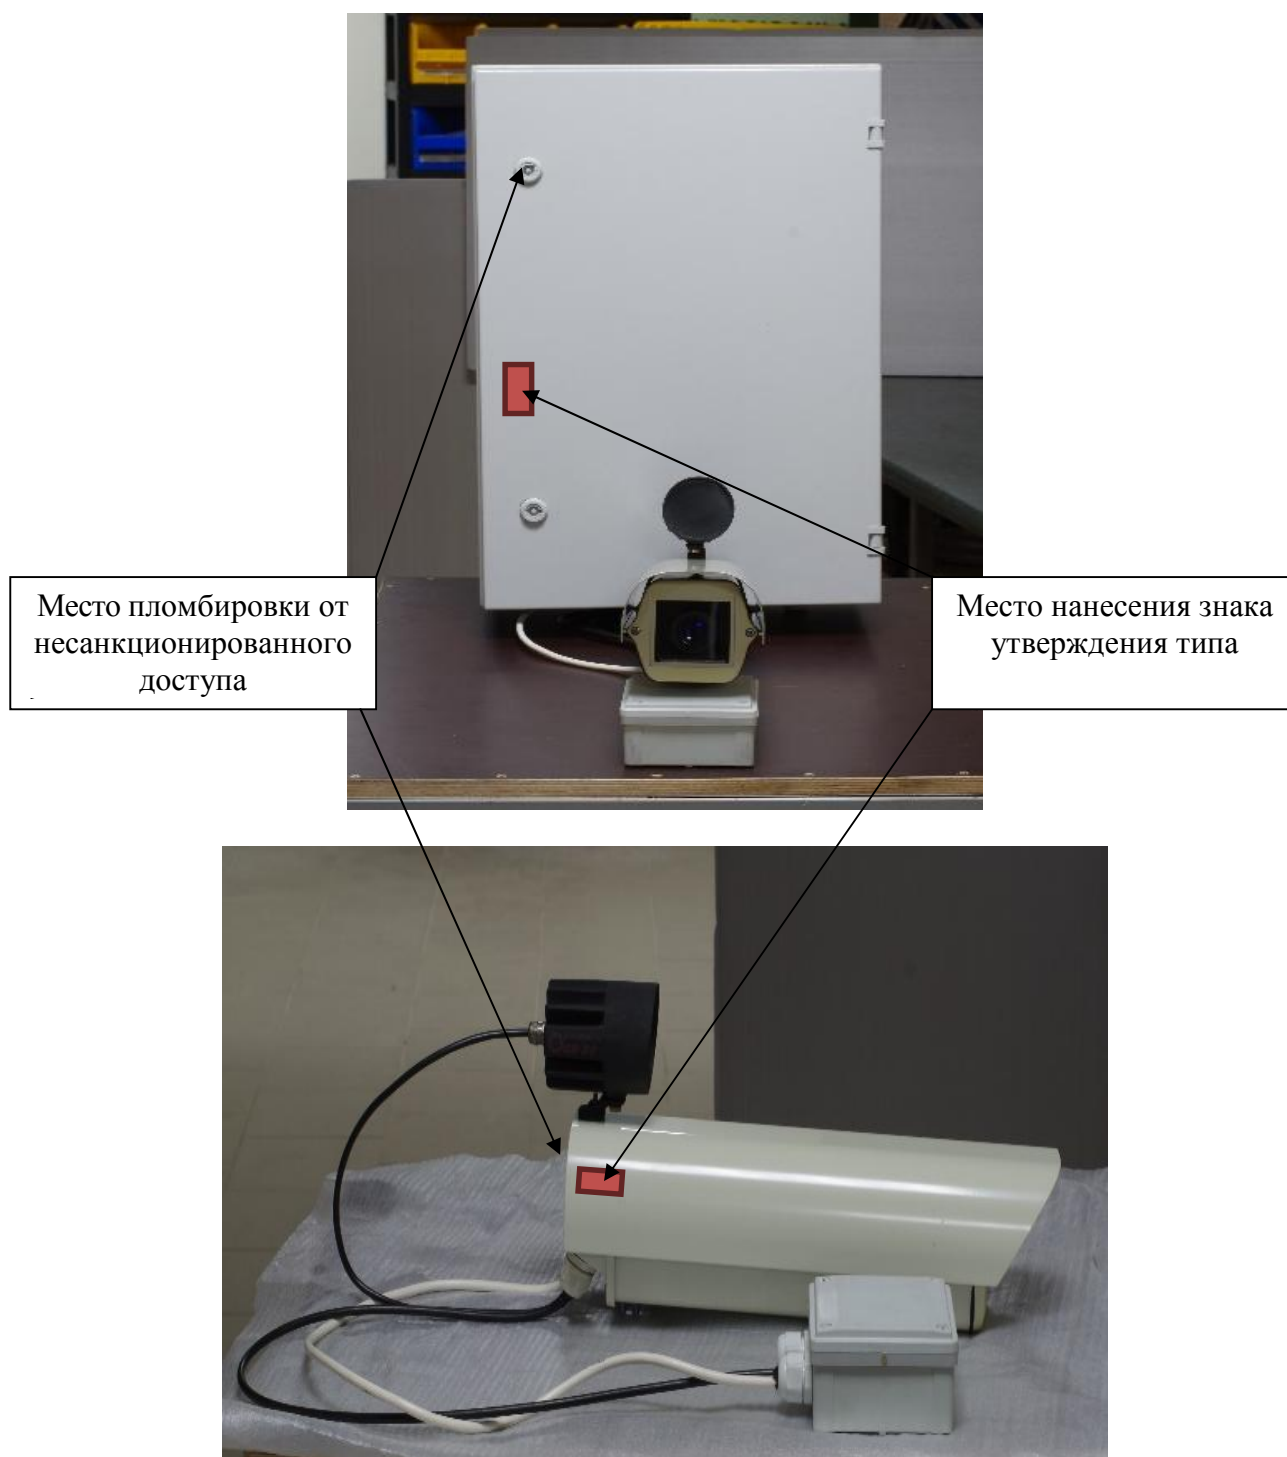 Место пломбировки от
несанкционированного
доступа
Место нанесения знака
утверждения типа